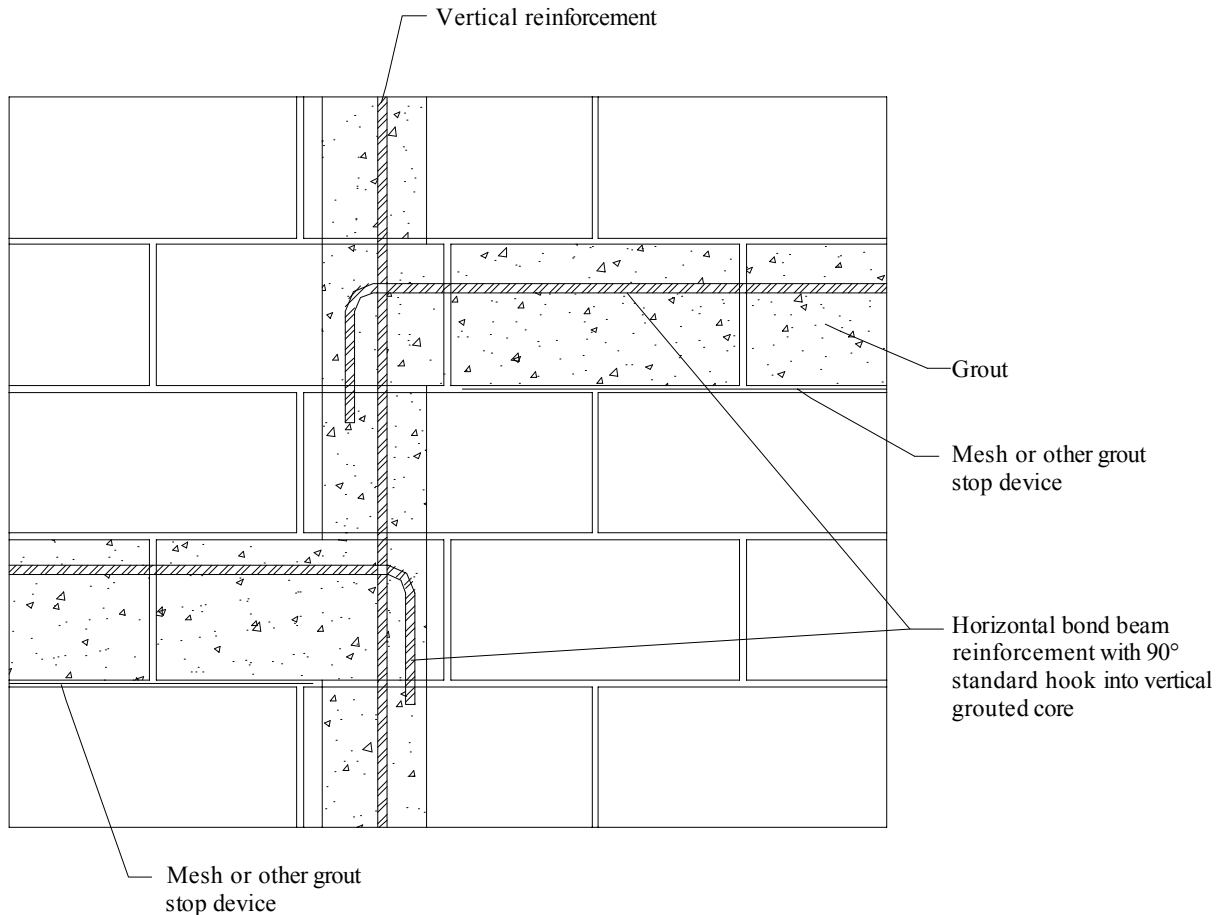 Vertical reinforcement
Grout
Mesh or other grout
stop device
Horizontal bond beam
reinforcement with 90°
standard hook into vertical
grouted core
Mesh or other grout
stop device